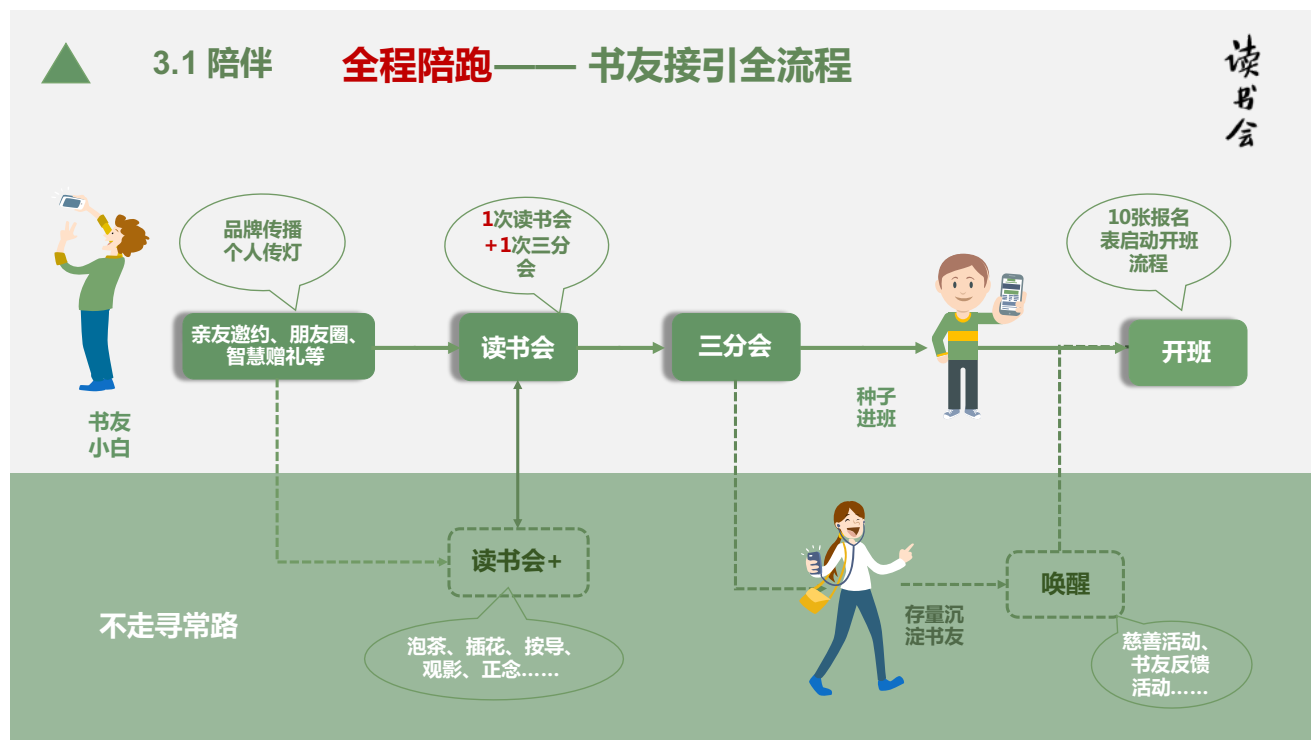 3.1 陪伴
全程陪跑—— 书友接引全流程
读
书
会
品牌传播
个人传灯
1次读书会
+1次三分
会
10张报名
表启动开班
流程
亲友邀约、朋友圈、
智慧赠礼等
读书会
三分会
开班
种子
进班
书友
小白
读书会+
唤醒
不走寻常路
存量沉
淀书友
泡茶、插花、按导、
观影、正念……
慈善活动、
书友反馈
活动……